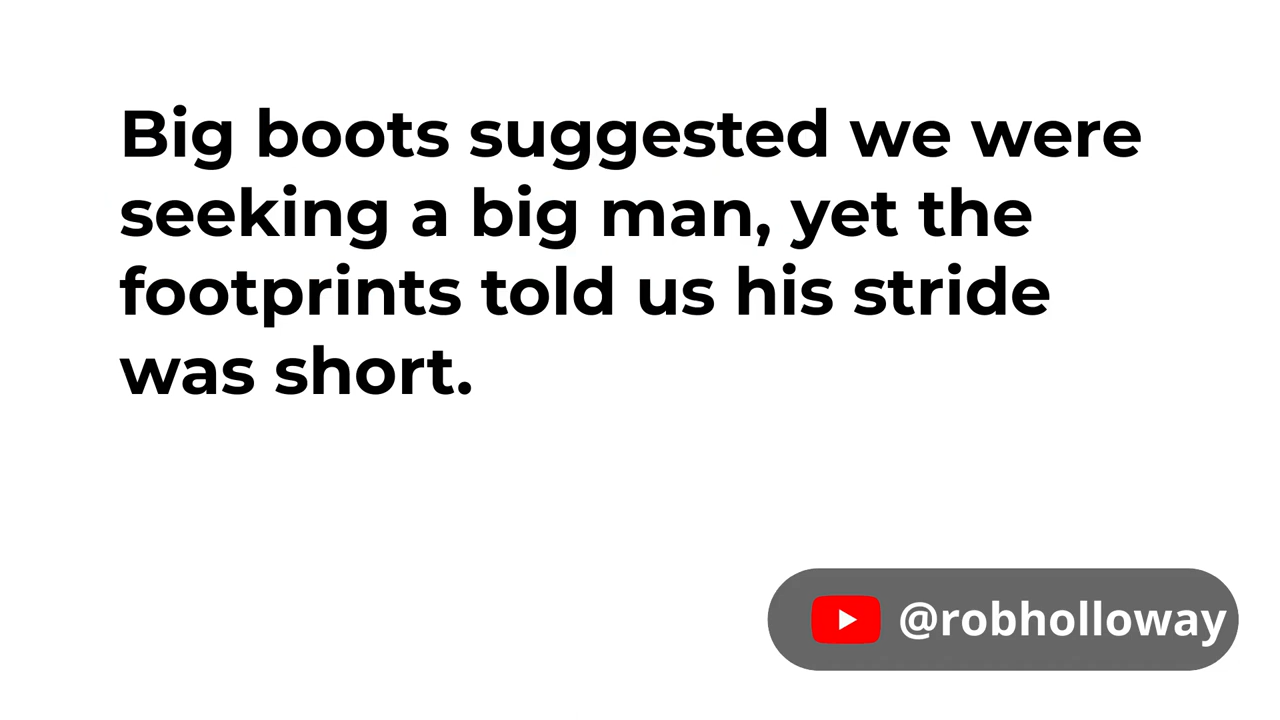 Big boots suggested we were
seeking a big man, yet the
footprints told us his stride
was short.
@robholloway